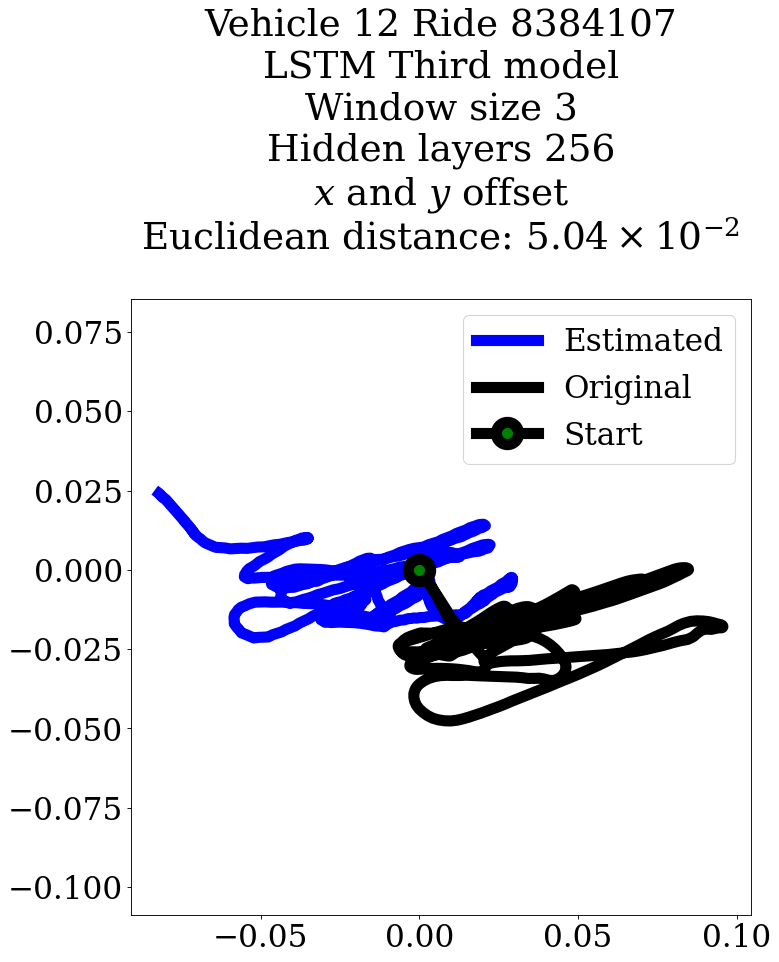 Vehicle 12 Ride 8384107
LSTM Third model
Window size 3
Hidden layers 256
x and y offset
Euclidean distance: 5.04 × 10⁻²
Estimated
Original
Start
0.075
0.050
0.025
0.000
−0.025
−0.050
−0.075
−0.100
−0.05 0.00 0.05 0.10